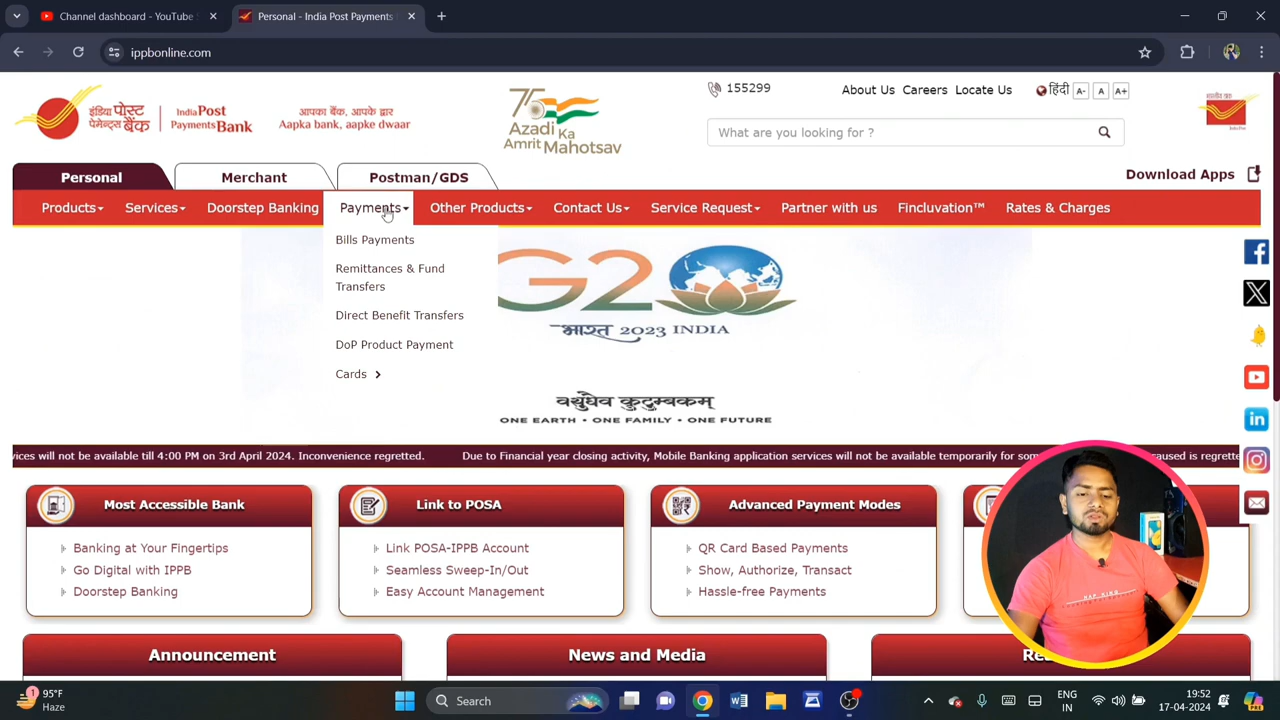 Channel dashboard - YouTube S
Personal - India Post Payments
ippbonline.com
इंडिया पोस्ट
पेमेन्ट्स बैंक
IndiaPost
PaymentsBank
आपका बैंक, आपके द्वार
Aapka bank, aapke dwaar
75
Azadi Ka
Amrit Mahotsav
155299
About Us Careers Locate Us
हिंदी A- A A+
What are you looking for ?
Personal
Merchant
Postman/GDS
Download Apps
Products Services Doorstep Banking Payments Other Products Contact Us Service Request Partner with us Fincluvation™ Rates & Charges
Bills Payments
Remittances & Fund
Transfers
Direct Benefit Transfers
DoP Product Payment
Cards
G20
भारत 2023 INDIA
वसुधैव कुटुम्बकम्
ONE EARTH • ONE FAMILY • ONE FUTURE
ices will not be available till 4:00 PM on 3rd April 2024. Inconvenience regretted. Due to Financial year closing activity, Mobile Banking application services will not be available temporarily for som caused is regrette
Most Accessible Bank
Banking at Your Fingertips
Go Digital with IPPB
Doorstep Banking
Link to POSA
Link POSA-IPPB Account
Seamless Sweep-In/Out
Easy Account Management
Advanced Payment Modes
QR Card Based Payments
Show, Authorize, Transact
Hassle-free Payments
Announcement
News and Media
Re
1
95°F
Haze
Search
ENG
IN
19:52
17-04-2024